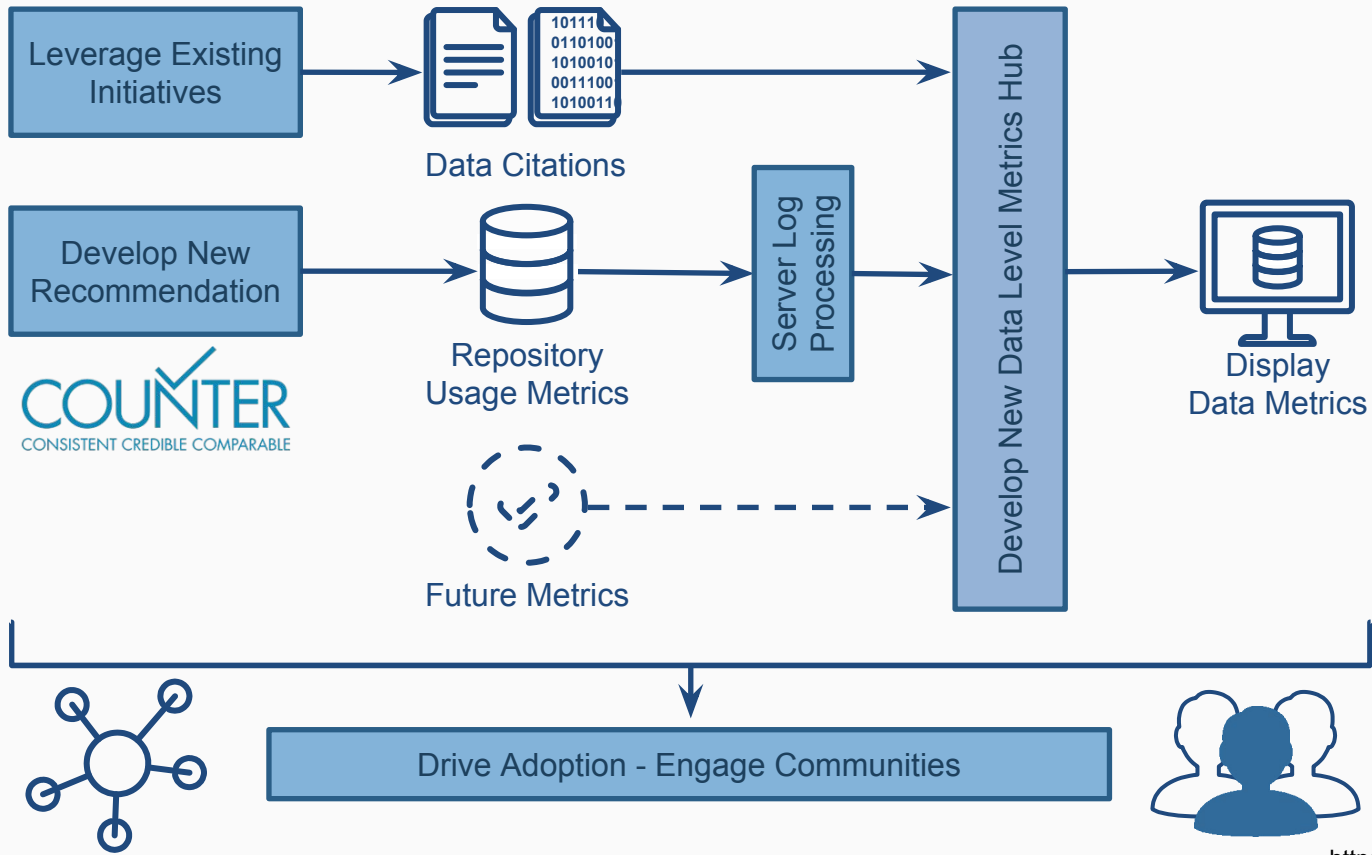 Leverage Existing
Initiatives
10111
0110100
1010010
0011100
1010011
Data Citations
Develop New
Recommendation
COUNTER
CONSISTENT CREDIBLE COMPARABLE
Repository
Usage Metrics
Server Log
Processing
Future Metrics
Develop New Data Level Metrics Hub
Display
Data Metrics
Drive Adoption - Engage Communities